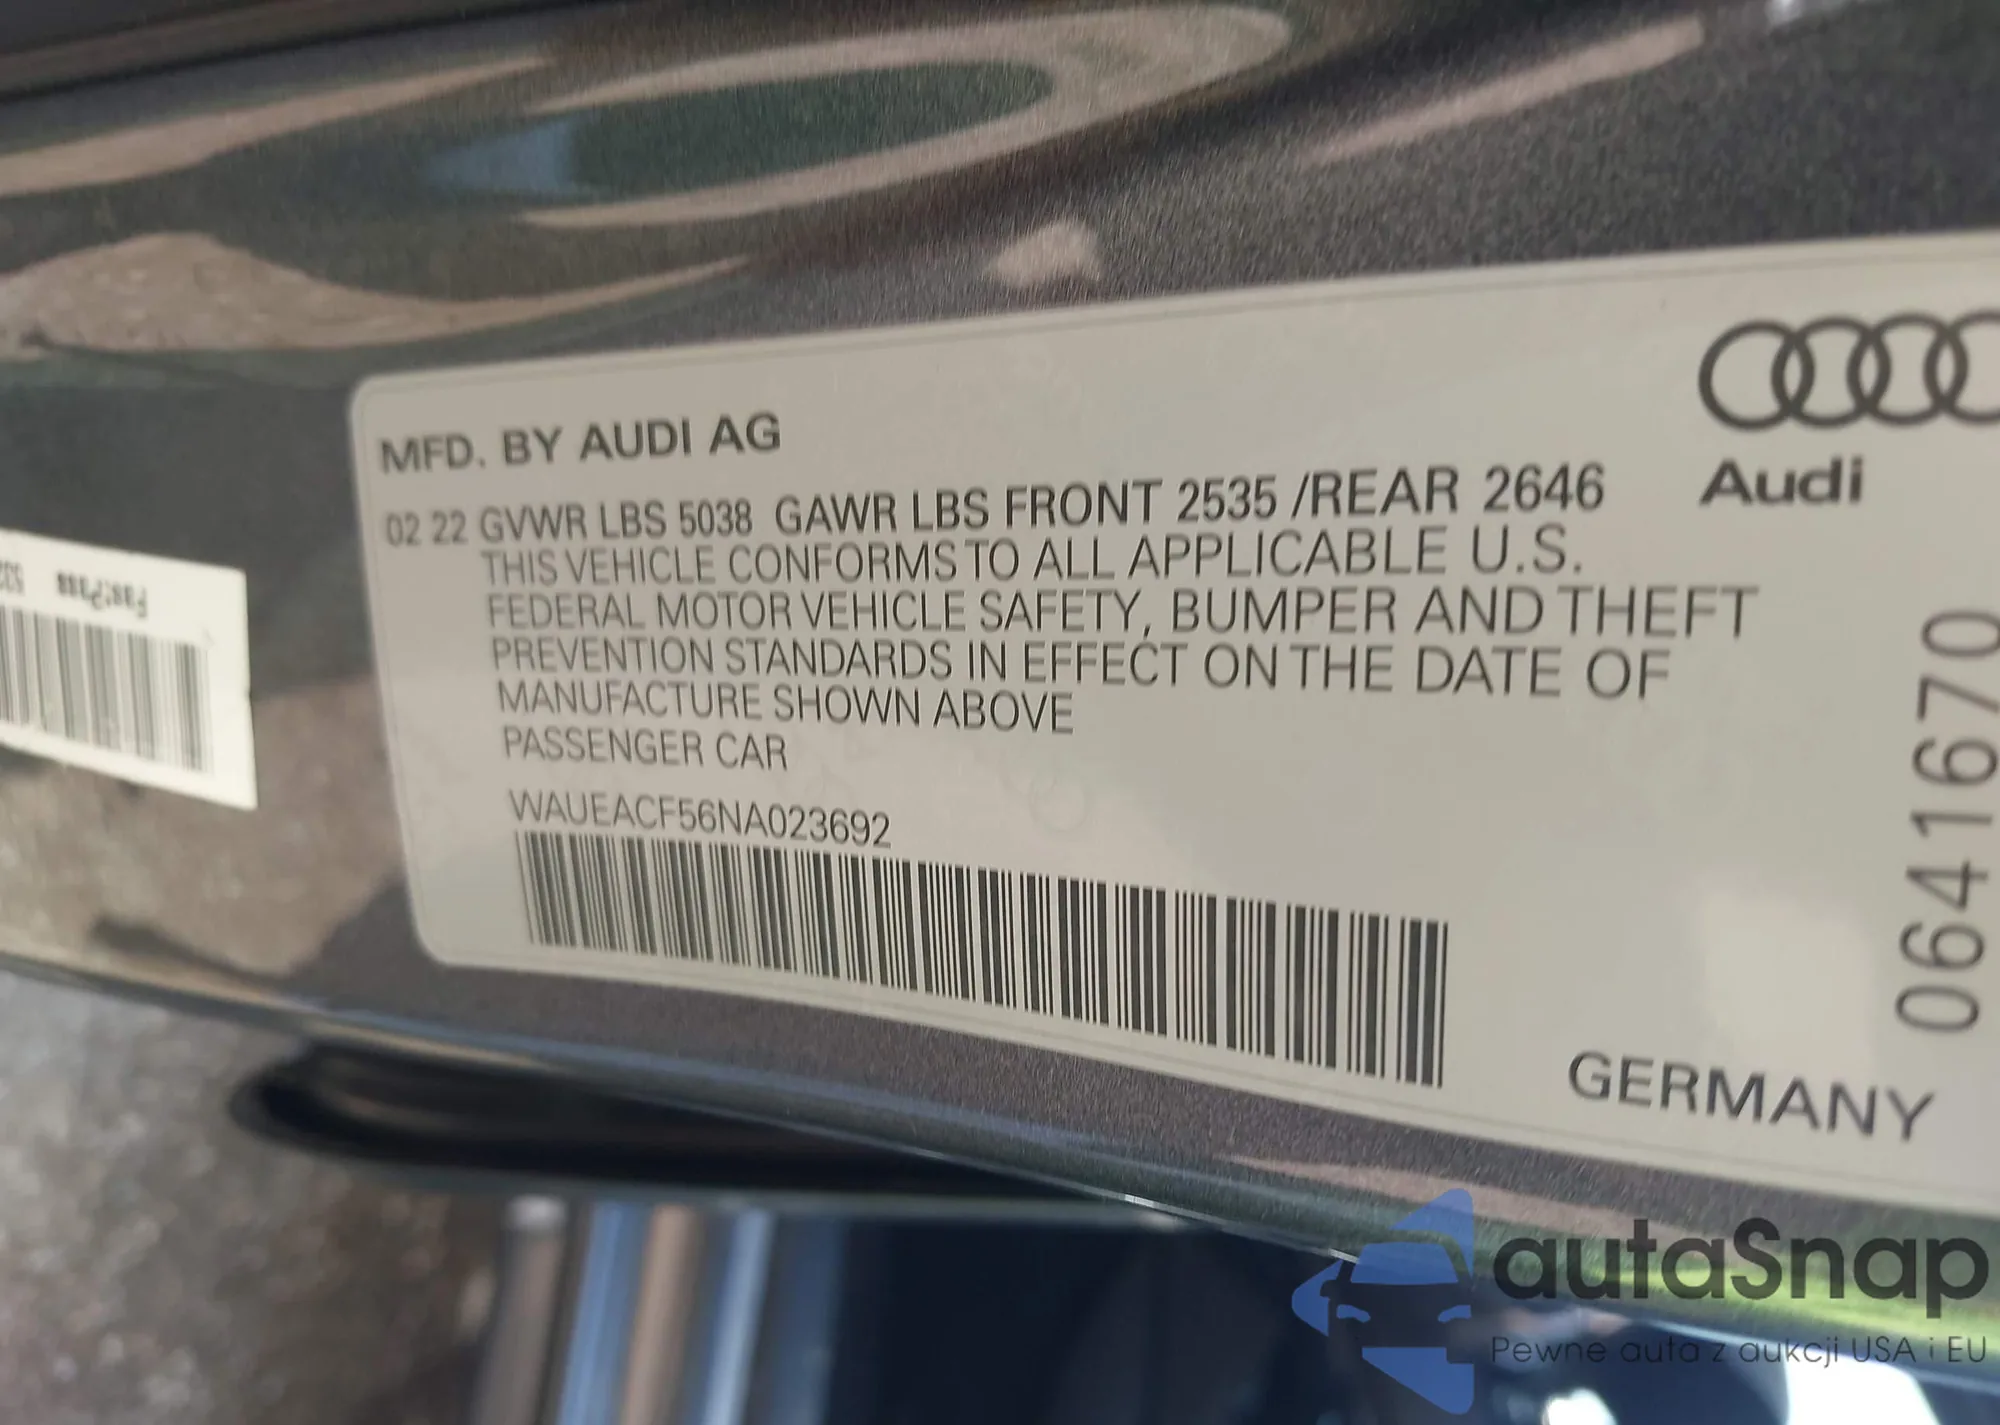 MFD. BY AUDI AG
02 22 GVWR LBS 5038 GAWR LBS FRONT 2535 /REAR 2646
THIS VEHICLE CONFORMS TO ALL APPLICABLE U.S.
FEDERAL MOTOR VEHICLE SAFETY, BUMPER AND THEFT
PREVENTION STANDARDS IN EFFECT ON THE DATE OF
MANUFACTURE SHOWN ABOVE
PASSENGER CAR
WAUEACF56NA023692
Audi
0641670
GERMANY
autaSnap
Pewne auta z aukcji USA i EU